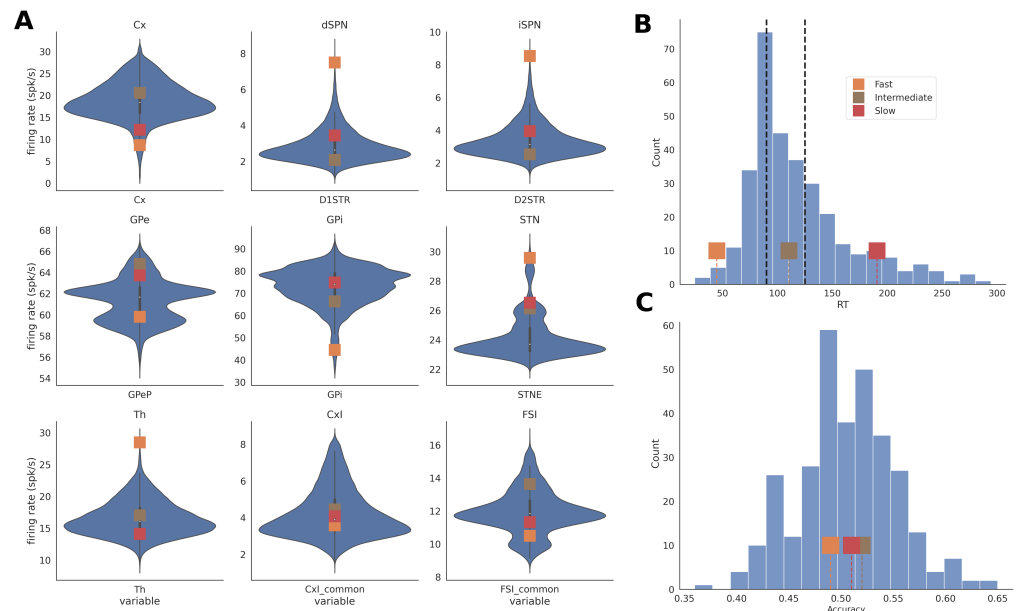 A
Cx
dSPN
iSPN
firing rate (spk/s)
30
25
20
15
10
5
0
8
6
4
2
10
8
6
4
2
Cx
D1STR
D2STR
GPe
GPi
STN
firing rate (spk/s)
68
66
64
62
60
58
56
54
90
80
70
60
50
40
30
30
28
26
24
22
GPeP
GPi
STNE
Th
CxI
FSI
firing rate (spk/s)
30
25
20
15
10
8
6
4
2
16
14
12
10
8
Th
CxI_common
FSI_common
variable
variable
variable
B
Count
70
60
50
40
30
20
10
0
Fast
Intermediate
Slow
50
100
150
200
250
300
RT
C
Count
60
50
40
30
20
10
0
0.35
0.40
0.45
0.50
0.55
0.60
0.65
Accuracy